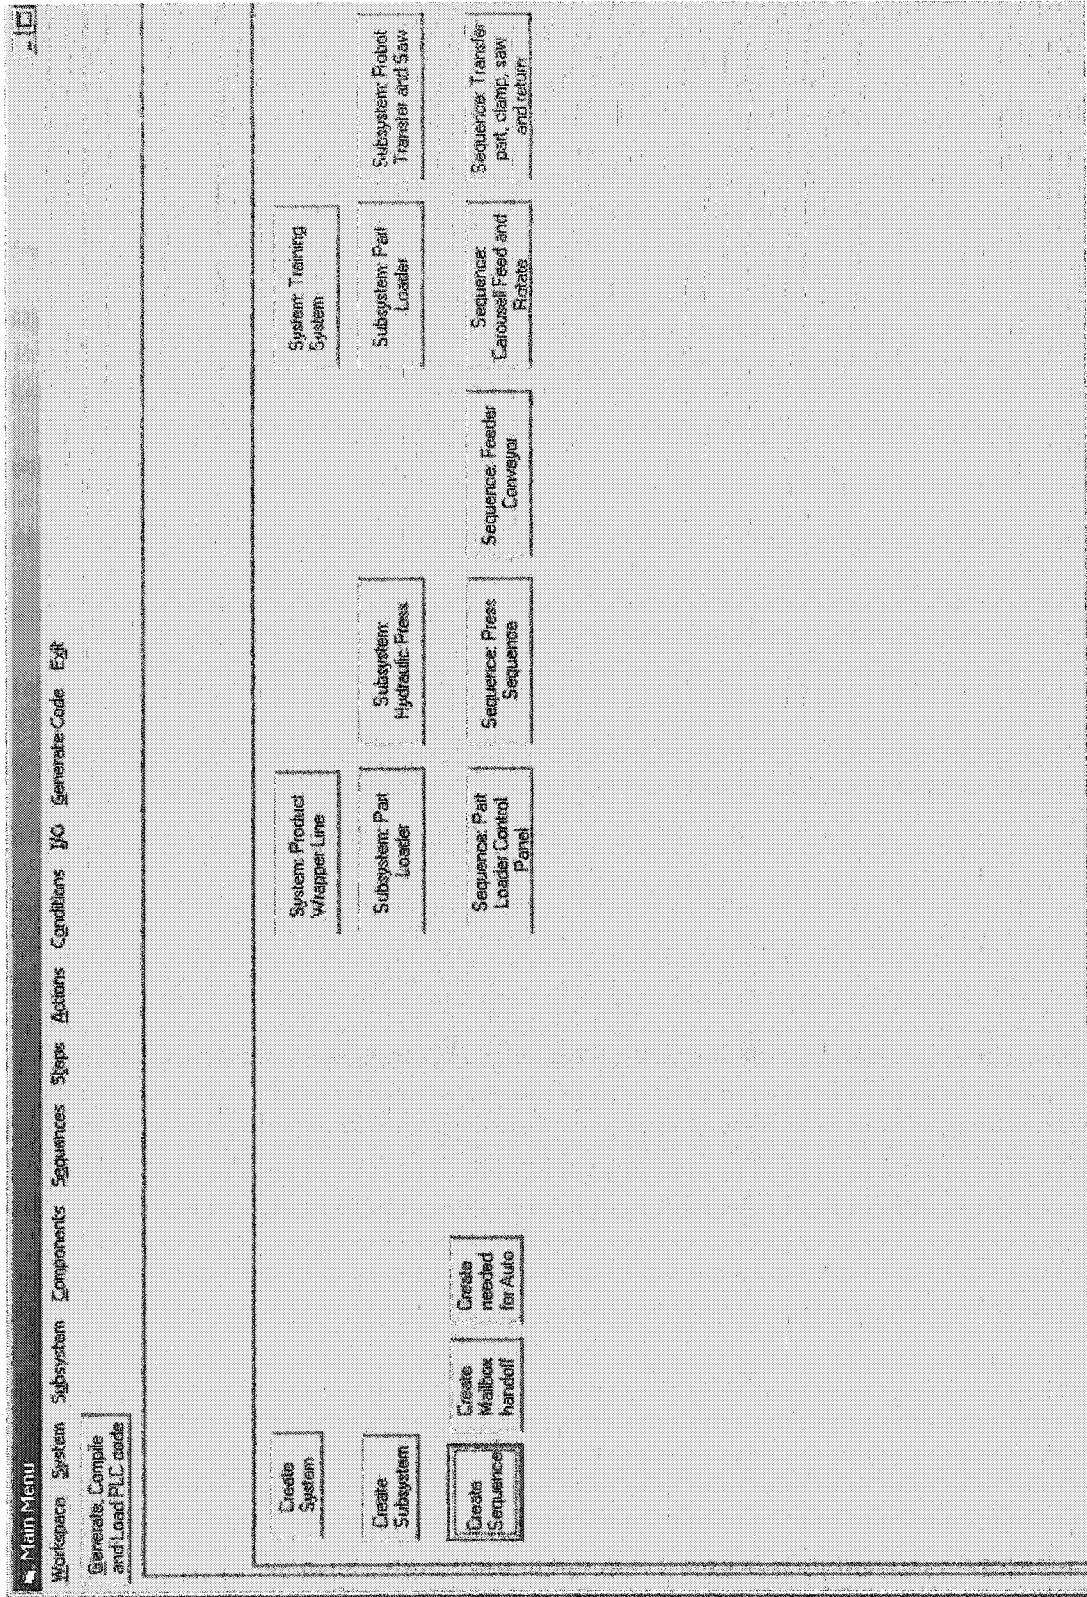 Main Menu
Workspace System Subsystem Components Sequences Steps Actions Conditions I/O Generate Code Exit
Generate, Compile
and Load PLC code
Create
System
System: Product
Wrapper Line
System: Training
System
Create
Subsystem
Subsystem: Part
Loader
Subsystem:
Hydraulic Press
Subsystem: Part
Loader
Subsystem: Robot
Transfer and Saw
Create
Sequence
Create
Mailbox
handoff
Create
needed
for Auto
Sequence: Part
Loader Control
Panel
Sequence: Press
Sequence
Sequence: Feeder
Conveyor
Sequence:
Carousell Feed and
Rotate
Sequence: Transfer
part, clamp, saw
and return